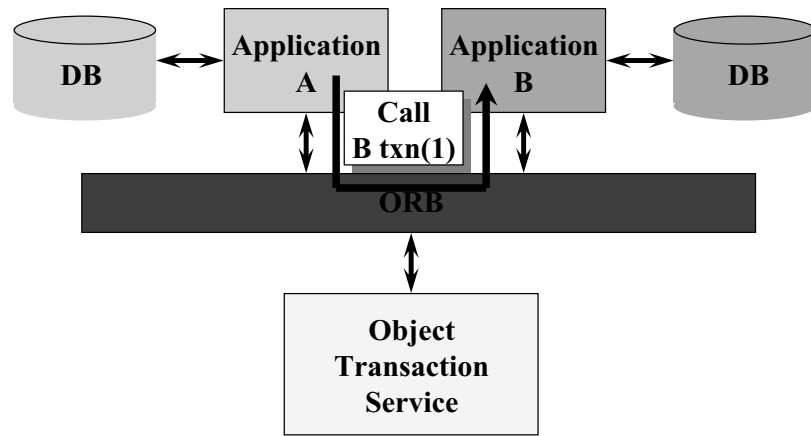 DB
Application
A
Application
B
DB
Call
B txn(1)
ORB
Object
Transaction
Service